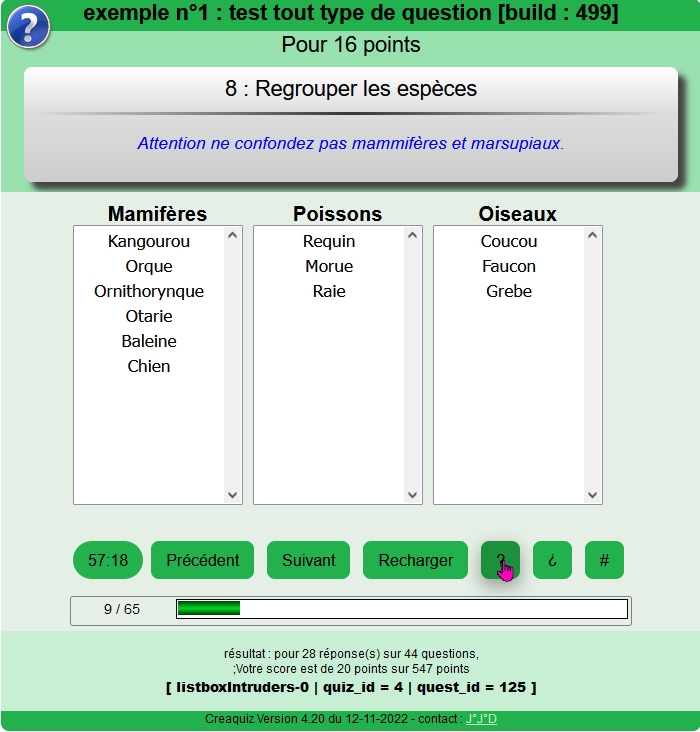 exemple n°1 : test tout type de question [build : 499]
?
Pour 16 points
8 : Regrouper les espèces
Attention ne confondez pas mammifères et marsupiaux.
Mamifères Poissons Oiseaux
Kangourou Requin Coucou
Orque Morue Faucon
Ornithorynque Raie Grebe
Otarie
Baleine
Chien
57:18 Précédent Suivant Recharger ? ¿ #
9 / 65
résultat : pour 28 réponse(s) sur 44 questions,
;Votre score est de 20 points sur 547 points
[ listboxIntruders-0 | quiz_id = 4 | quest_id = 125 ]
Creaquiz Version 4.20 du 12-11-2022 - contact : J°J°D